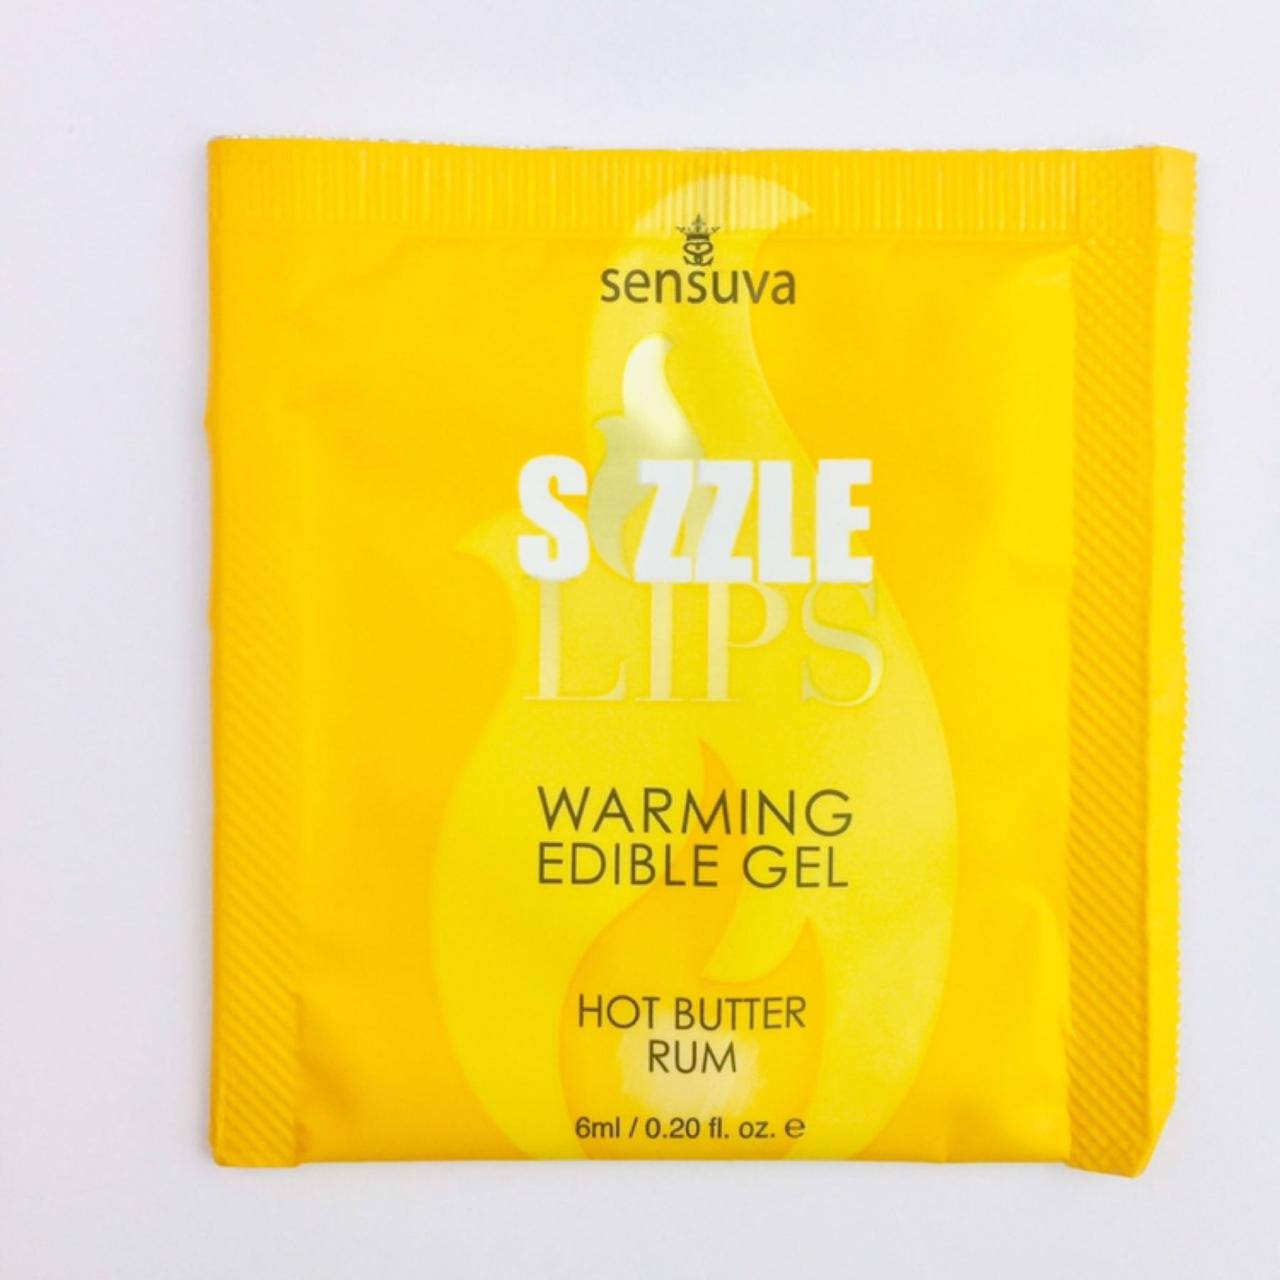 sensuva
SIZZLE
LIPS
WARMING
EDIBLE GEL
HOT BUTTER
RUM
6ml / 0.20 fl. oz. e